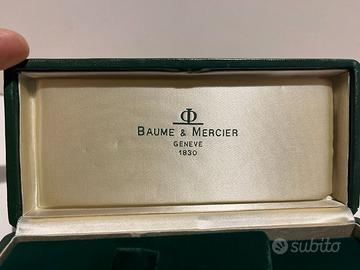 BAUME & MERCIER
GENEVE
1830
subito